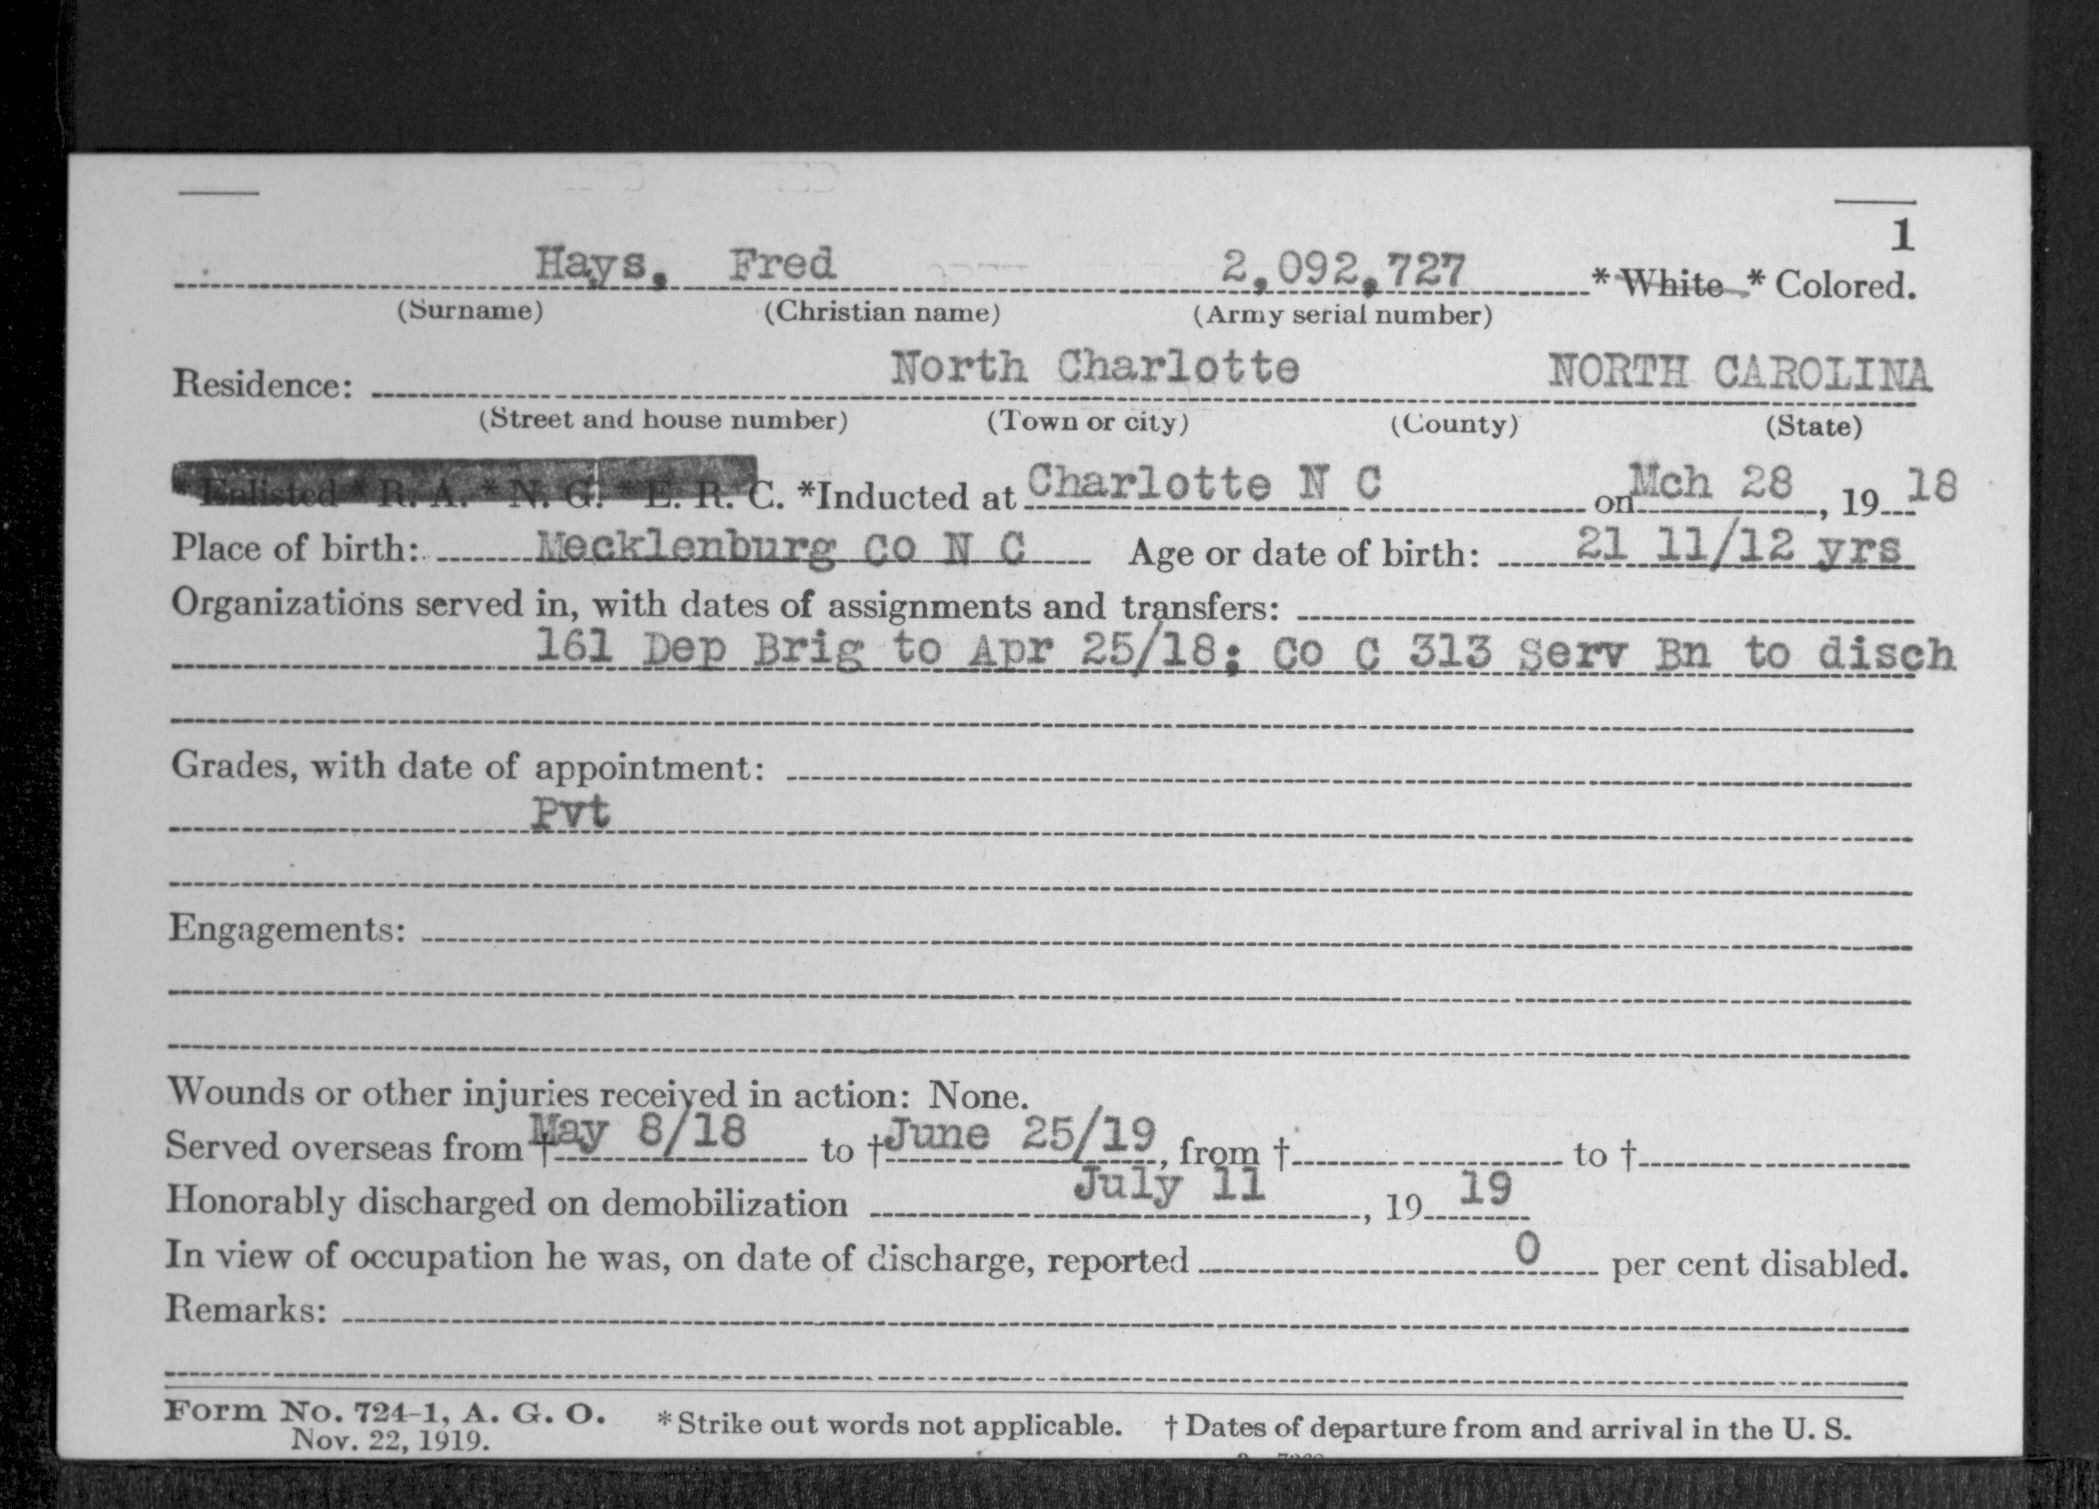 1
Hays, Fred 2,092,727 * White * Colored.
(Surname) (Christian name) (Army serial number)
Residence: North Charlotte NORTH CAROLINA
(Street and house number) (Town or city) (County) (State)
* Enlisted * R. A. * N. G. * E. R. C. *Inducted at Charlotte N C on Mch 28, 19 18
Place of birth: Mecklenburg Co N C Age or date of birth: 21 11/12 yrs
Organizations served in, with dates of assignments and transfers:
161 Dep Brig to Apr 25/18; Co C 313 Serv Bn to disch
Grades, with date of appointment:
Pvt
Engagements:
Wounds or other injuries received in action: None.
Served overseas from † May 8/18 to † June 25/19, from † to †
Honorably discharged on demobilization July 11, 19 19
In view of occupation he was, on date of discharge, reported 0 per cent disabled.
Remarks:
Form No. 724-1, A. G. O. * Strike out words not applicable. † Dates of departure from and arrival in the U. S.
Nov. 22, 1919.